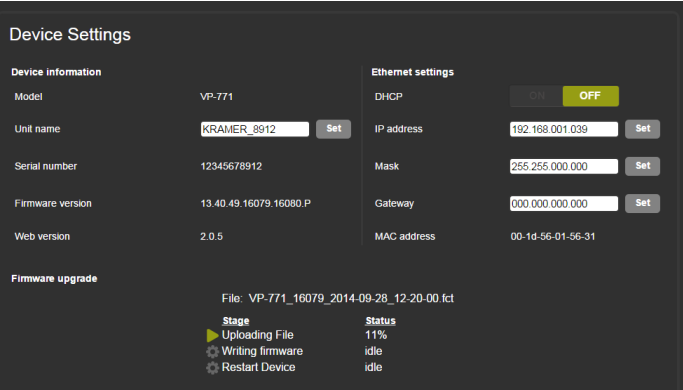 Device Settings
Device information
Ethernet settings
Model VP-771
DHCP ON OFF
Unit name KRAMER_8912 Set
IP address 192.168.001.039 Set
Serial number 12345678912
Mask 255.255.000.000 Set
Firmware version 13.40.49.16079.16080.P
Gateway 000.000.000.000 Set
Web version 2.0.5
MAC address 00-1d-56-01-56-31
Firmware upgrade
File: VP-771_16079_2014-09-28_12-20-00.fct
Stage Status
Uploading File 11%
Writing firmware idle
Restart Device idle